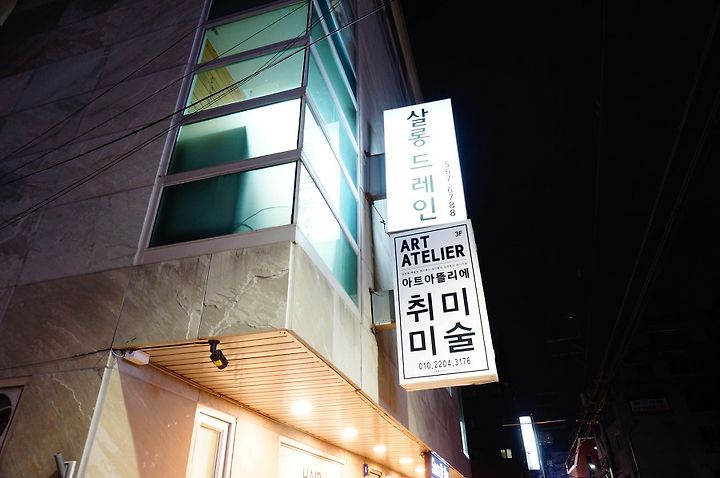 살롱드레인
567.6788
3F
ART
ATELIER
아트아뜰리에
취미
미술
010.2204.3176
HAIR